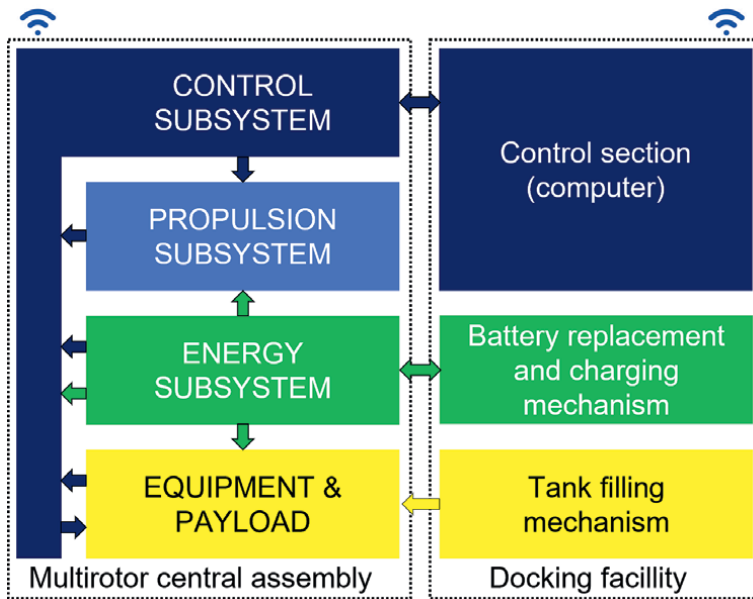 CONTROL
SUBSYSTEM
PROPULSION
SUBSYSTEM
ENERGY
SUBSYSTEM
EQUIPMENT &
PAYLOAD
Multirotor central assembly
Control section
(computer)
Battery replacement
and charging
mechanism
Tank filling
mechanism
Docking facillity